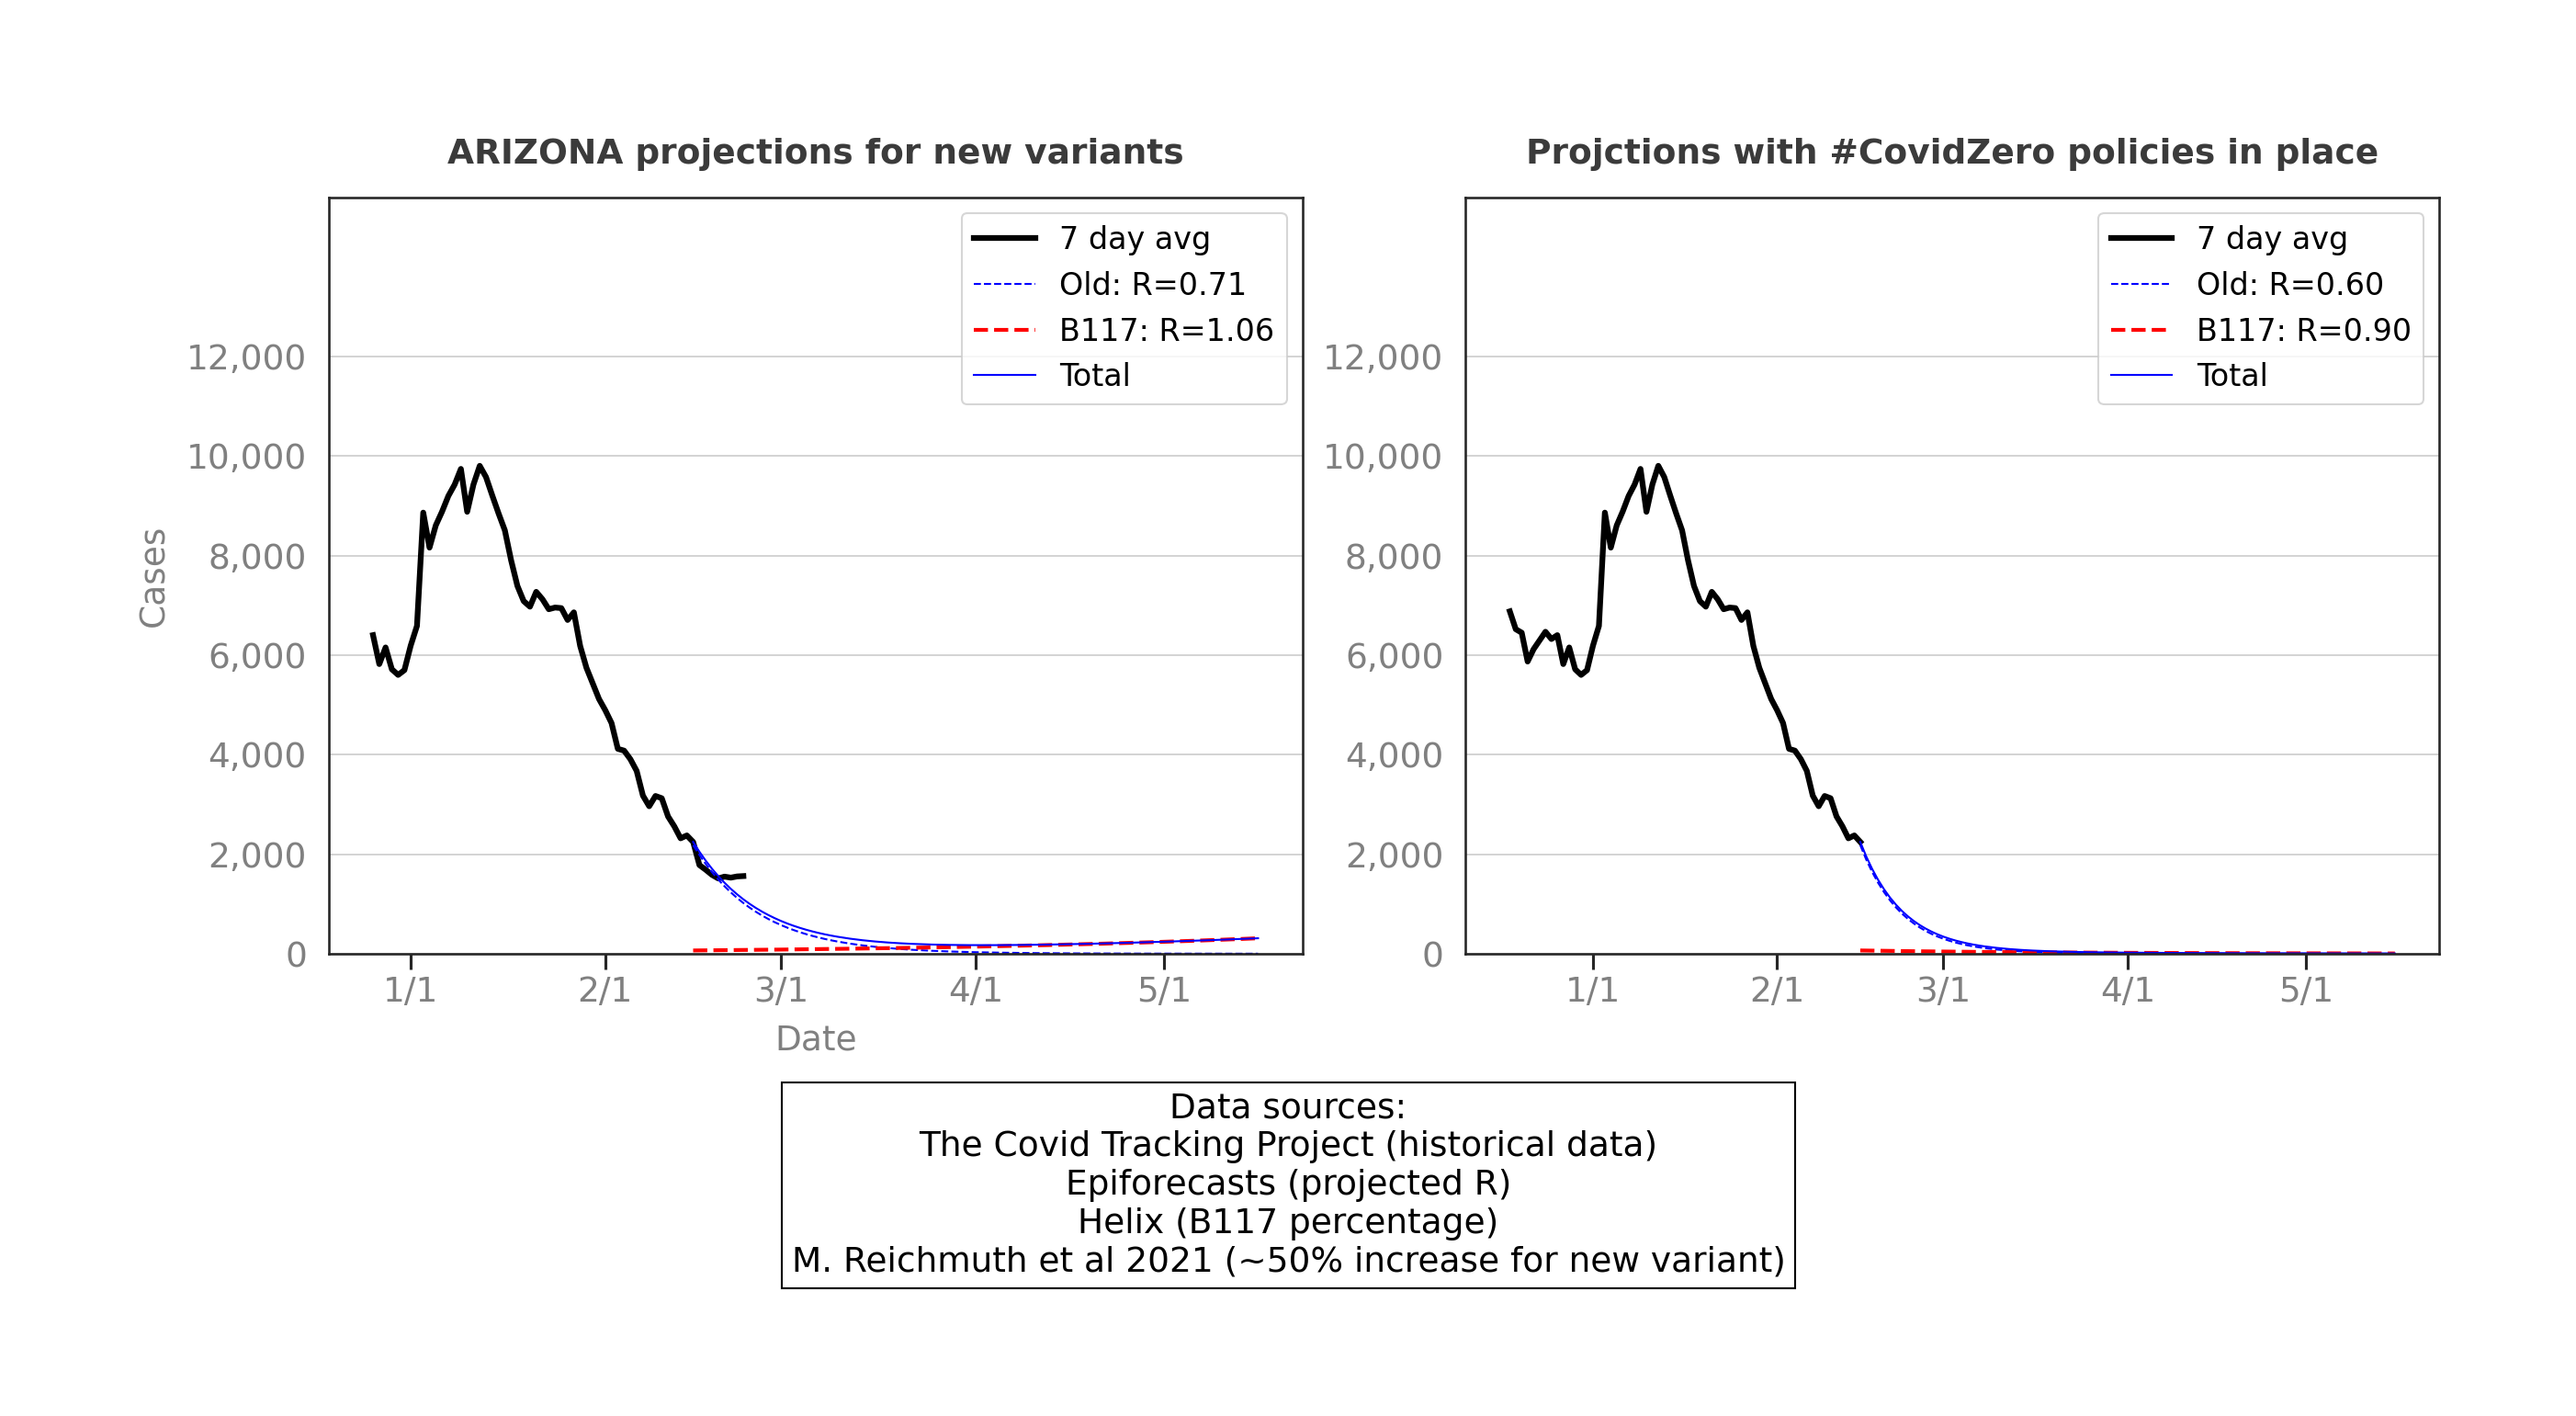 ARIZONA projections for new variants
7 day avg
Old: R=0.71
B117: R=1.06
Total
12,000
10,000
8,000
6,000
4,000
2,000
0
Cases
1/1
2/1
3/1
4/1
5/1
Date
Projctions with #CovidZero policies in place
7 day avg
Old: R=0.60
B117: R=0.90
Total
12,000
10,000
8,000
6,000
4,000
2,000
0
1/1
2/1
3/1
4/1
5/1
Data sources:
The Covid Tracking Project (historical data)
Epiforecasts (projected R)
Helix (B117 percentage)
M. Reichmuth et al 2021 (~50% increase for new variant)